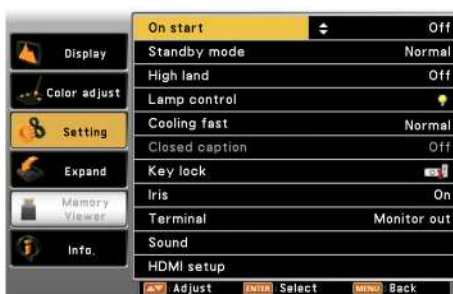 Display
Color adjust
Setting
Expand
Memory
Viewer
Info.
On start Off
Standby mode Normal
High land Off
Lamp control
Cooling fast Normal
Closed caption Off
Key lock
Iris On
Terminal Monitor out
Sound
HDMI setup
Adjust ENTER Select MENU Back